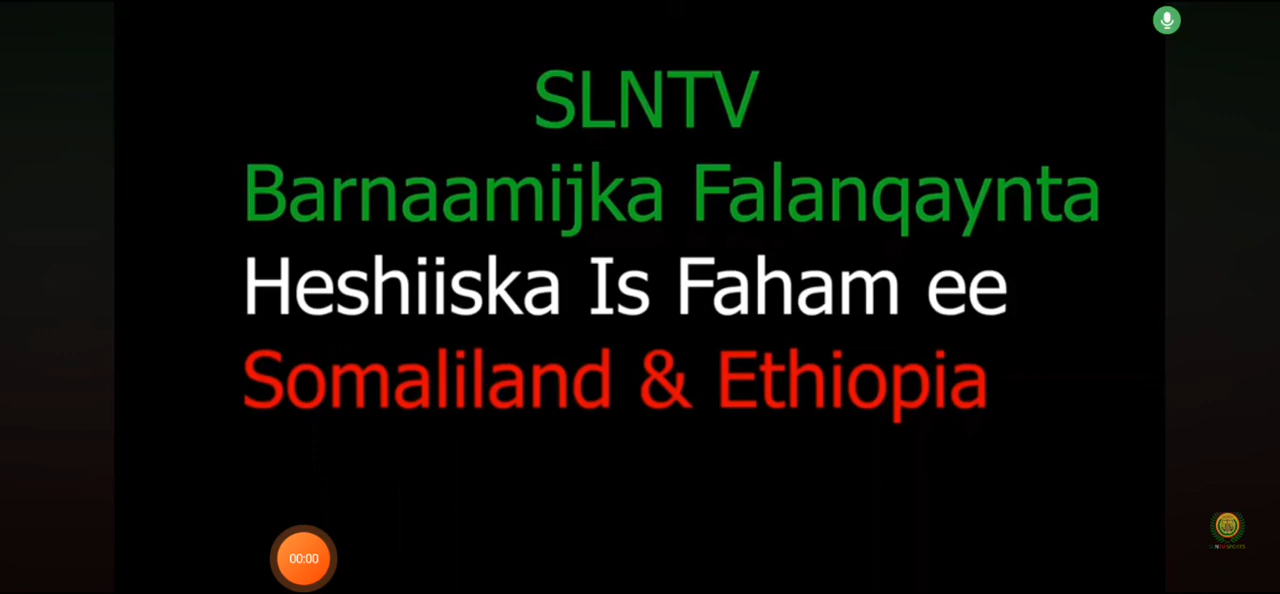 SLNTV
Barnaamijka Falanqaynta
Heshiiska Is Faham ee
Somaliland & Ethiopia
00:00